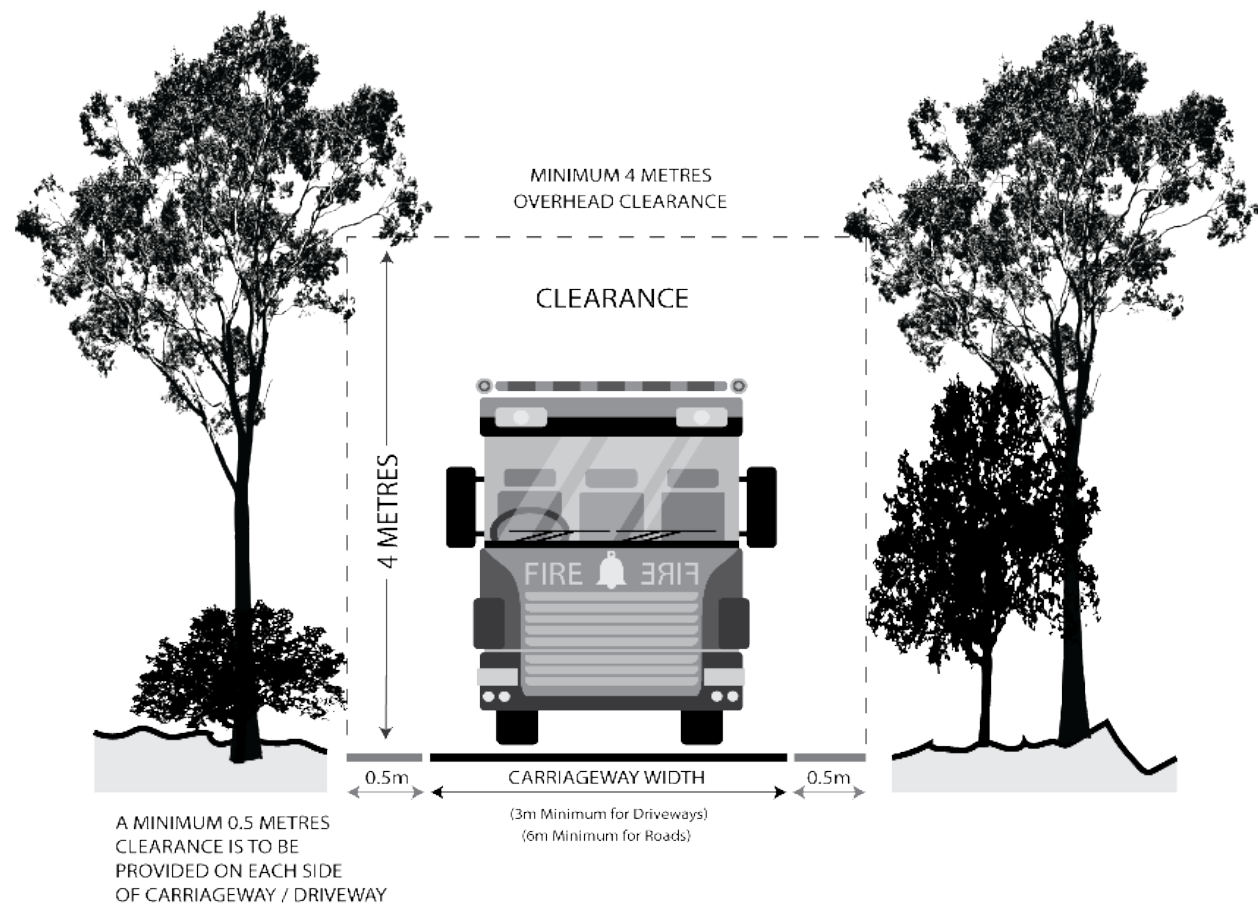 MINIMUM 4 METRES
OVERHEAD CLEARANCE
CLEARANCE
4 METRES
FIRE FIRE
0.5m CARRIAGEWAY WIDTH 0.5m
(3m Minimum for Driveways)
(6m Minimum for Roads)
A MINIMUM 0.5 METRES
CLEARANCE IS TO BE
PROVIDED ON EACH SIDE
OF CARRIAGEWAY / DRIVEWAY